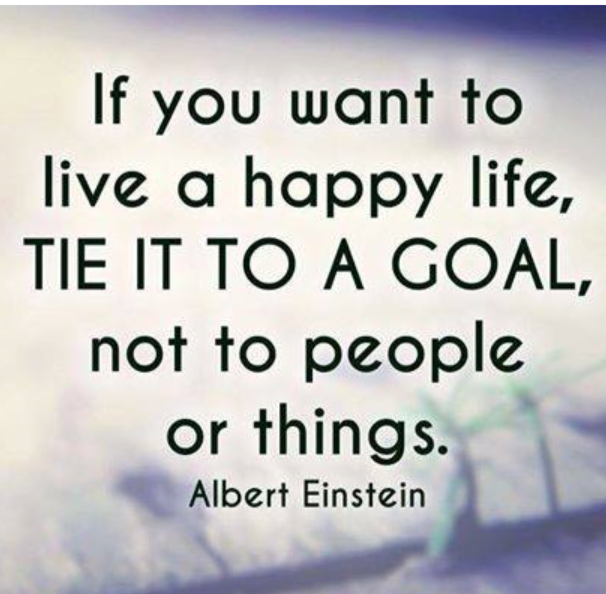 If you want to
live a happy life,
TIE IT TO A GOAL,
not to people
or things.
Albert Einstein